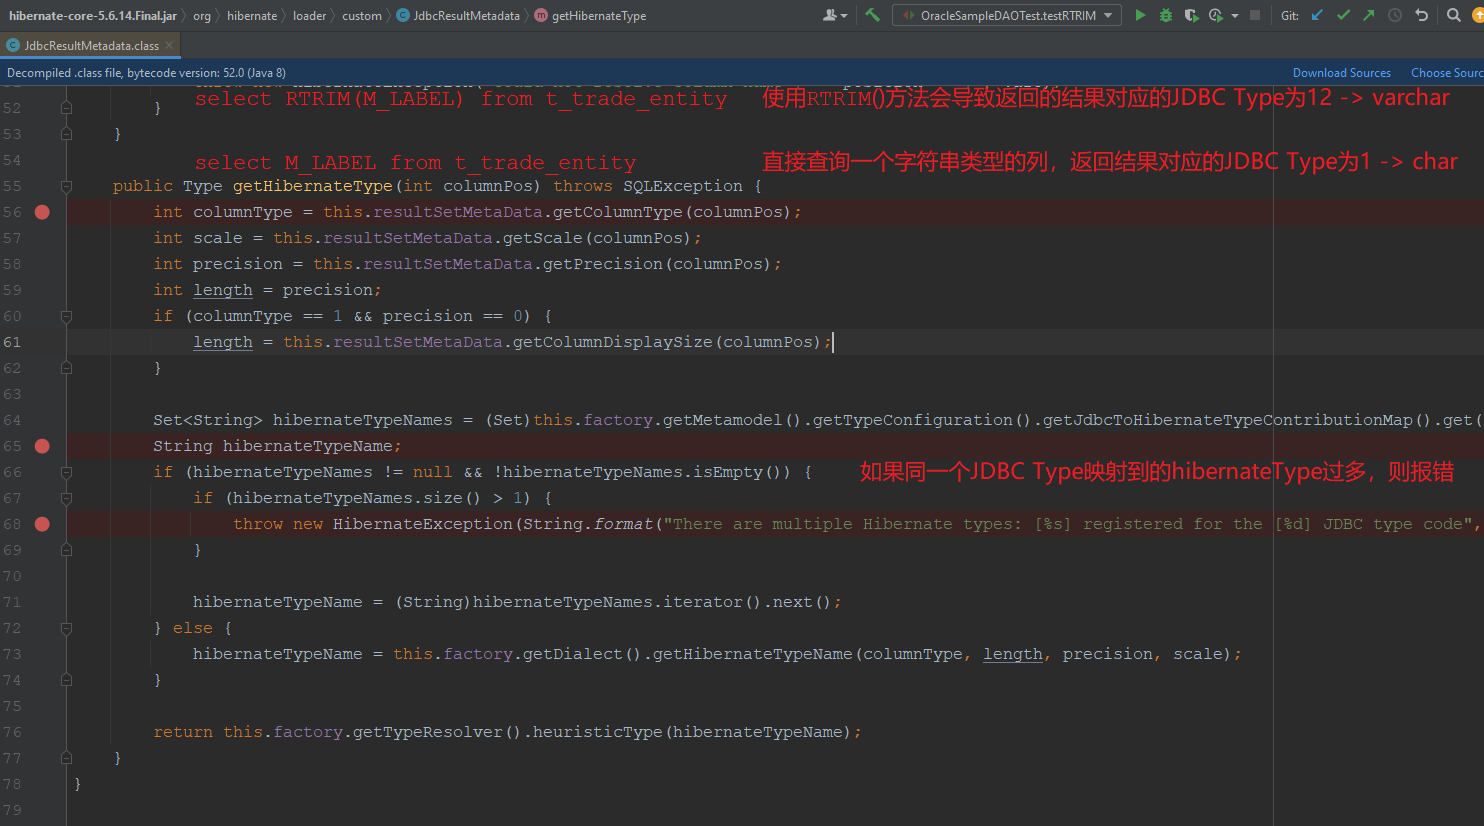 hibernate-core-5.6.14.Final.jar org hibernate loader custom JdbcResultMetadata getHibernateType OracleSampleDAOTest.testRTRIM Git:
JdbcResultMetadata.class
Decompiled .class file, bytecode version: 52.0 (Java 8) Download Sources Choose Sourc
select RTRIM(M_LABEL) from t_trade_entity 使用RTRIM()方法会导致返回的结果对应的JDBC Type为12 -> varchar
52 }
53 }
54
select M_LABEL from t_trade_entity 直接查询一个字符串类型的列，返回结果对应的JDBC Type为1 -> char
55 public Type getHibernateType(int columnPos) throws SQLException {
56 int columnType = this.resultSetMetaData.getColumnType(columnPos);
57 int scale = this.resultSetMetaData.getScale(columnPos);
58 int precision = this.resultSetMetaData.getPrecision(columnPos);
59 int length = precision;
60 if (columnType == 1 && precision == 0) {
61 length = this.resultSetMetaData.getColumnDisplaySize(columnPos);
62 }
63
64 Set<String> hibernateTypeNames = (Set)this.factory.getMetamodel().getTypeConfiguration().getJdbcToHibernateTypeContributionMap().get(
65 String hibernateTypeName;
66 if (hibernateTypeNames != null && !hibernateTypeNames.isEmpty()) { 如果同一个JDBC Type映射到的hibernateType过多，则报错
67 if (hibernateTypeNames.size() > 1) {
68 throw new HibernateException(String.format("There are multiple Hibernate types: [%s] registered for the [%d] JDBC type code",
69 }
70
71 hibernateTypeName = (String)hibernateTypeNames.iterator().next();
72 } else {
73 hibernateTypeName = this.factory.getDialect().getHibernateTypeName(columnType, length, precision, scale);
74 }
75
76 return this.factory.getTypeResolver().heuristicType(hibernateTypeName);
77 }
78 }
79